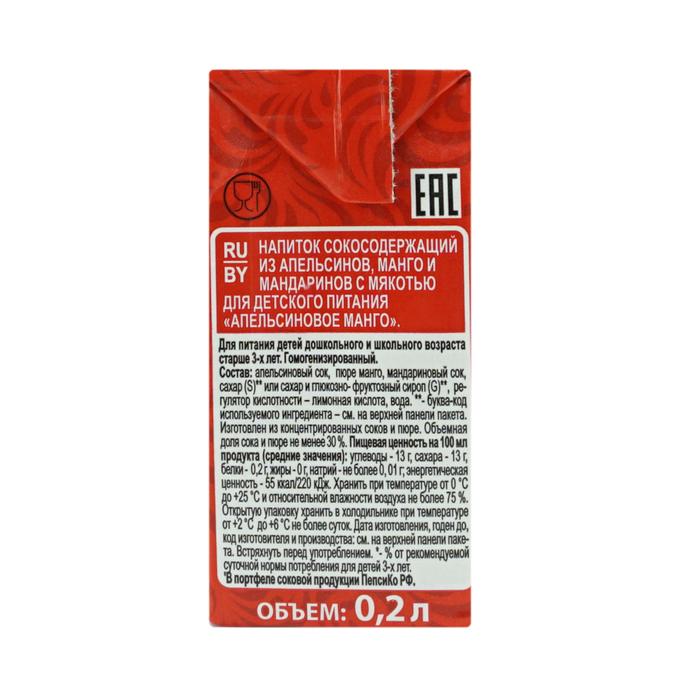 EAC
RU
BY
НАПИТОК СОКОСОДЕРЖАЩИЙ
ИЗ АПЕЛЬСИНОВ, МАНГО И
МАНДАРИНОВ С МЯКОТЬЮ
ДЛЯ ДЕТСКОГО ПИТАНИЯ
«АПЕЛЬСИНОВОЕ МАНГО».
Для питания детей дошкольного и школьного возраста
старше 3-х лет. Гомогенизированный.
Состав: апельсиновый сок, пюре манго, мандариновый сок,
сахар (S)** или сахар и глюкозно- фруктозный сироп (G)**, ре-
гулятор кислотности – лимонная кислота, вода. **- буква-код
используемого ингредиента – см. на верхней панели пакета.
Изготовлен из концентрированных соков и пюре. Объемная
доля сока и пюре не менее 30 %. Пищевая ценность на 100 мл
продукта (средние значения): углеводы - 13 г, сахара - 13 г,
белки - 0,2 г, жиры - 0 г, натрий - не более 0, 01 г; энергетическая
ценность - 55 ккал/220 кДж. Хранить при температуре от 0 °С
до +25 °С и относительной влажности воздуха не более 75 %.
Открытую упаковку хранить в холодильнике при температуре
от +2 °С до +6 °С не более суток. Дата изготовления, годен до,
код изготовителя и производства: см. на верхней панели паке-
та. Встряхнуть перед употреблением. *- % от рекомендуемой
суточной нормы потребления для детей 3-х лет.
*В портфеле соковой продукции ПепсиКо РФ.
ОБЪЕМ: 0,2 л